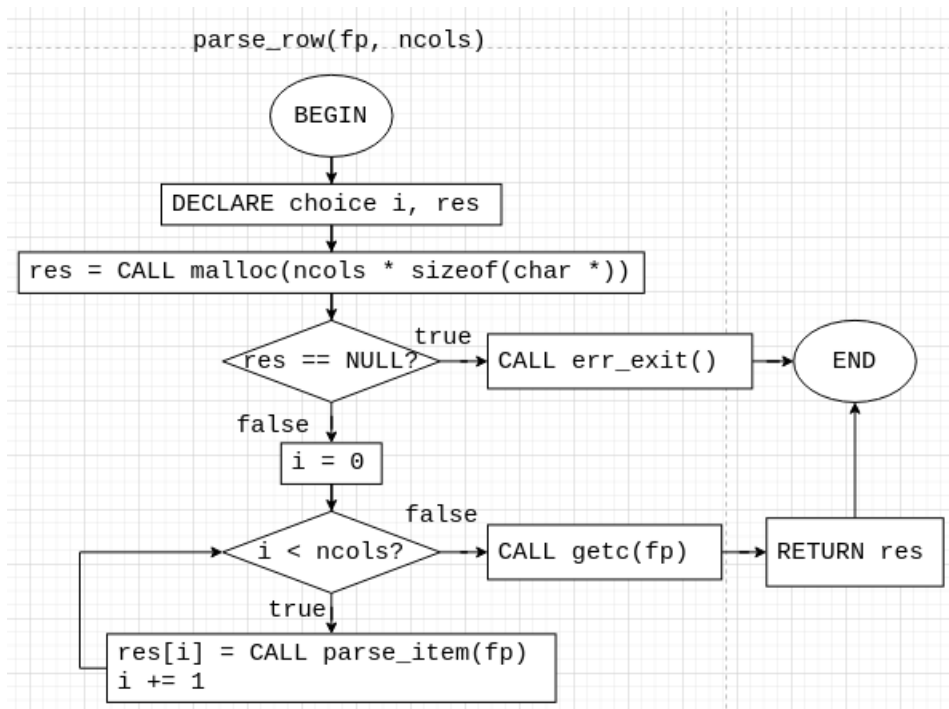 parse_row(fp, ncols)
BEGIN
DECLARE choice i, res
res = CALL malloc(ncols * sizeof(char *))
res == NULL?
true
CALL err_exit()
END
false
i = 0
i < ncols?
false
CALL getc(fp)
RETURN res
true
res[i] = CALL parse_item(fp)
i += 1